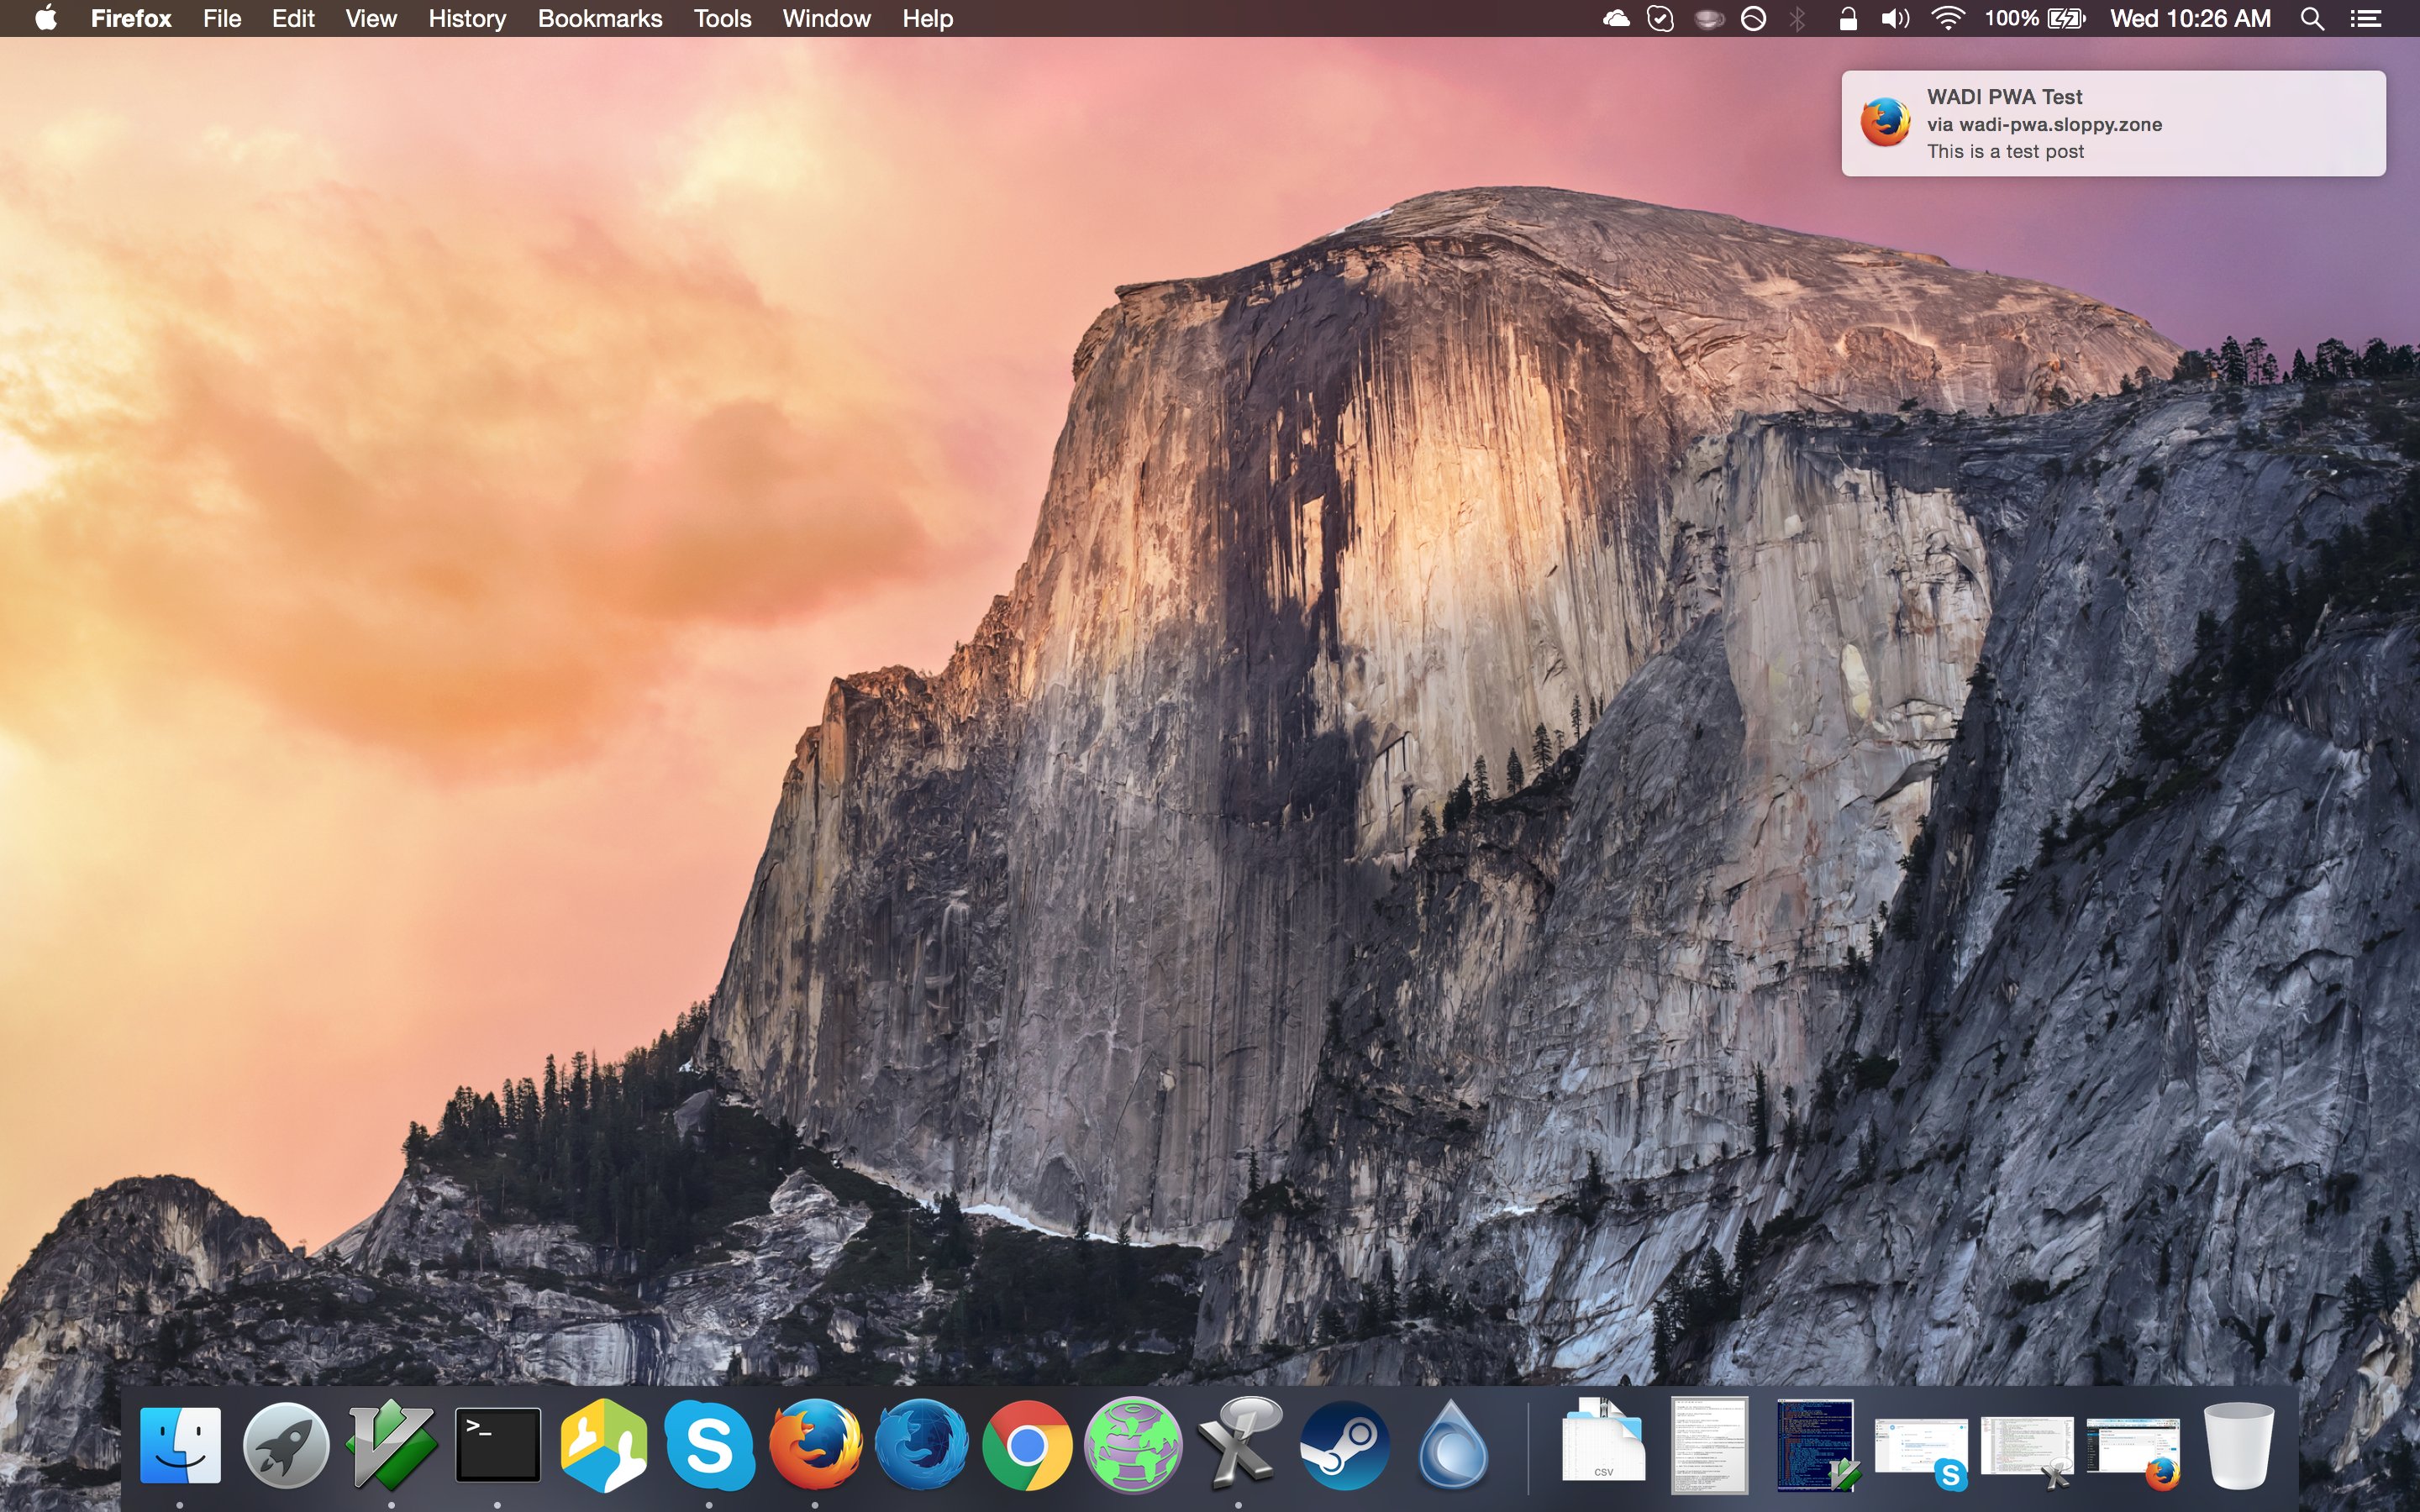 Firefox File Edit View History Bookmarks Tools Window Help 100% Wed 10:26 AM
WADI PWA Test
via wadi-pwa.sloppy.zone
This is a test post
>_
S
CSV
S